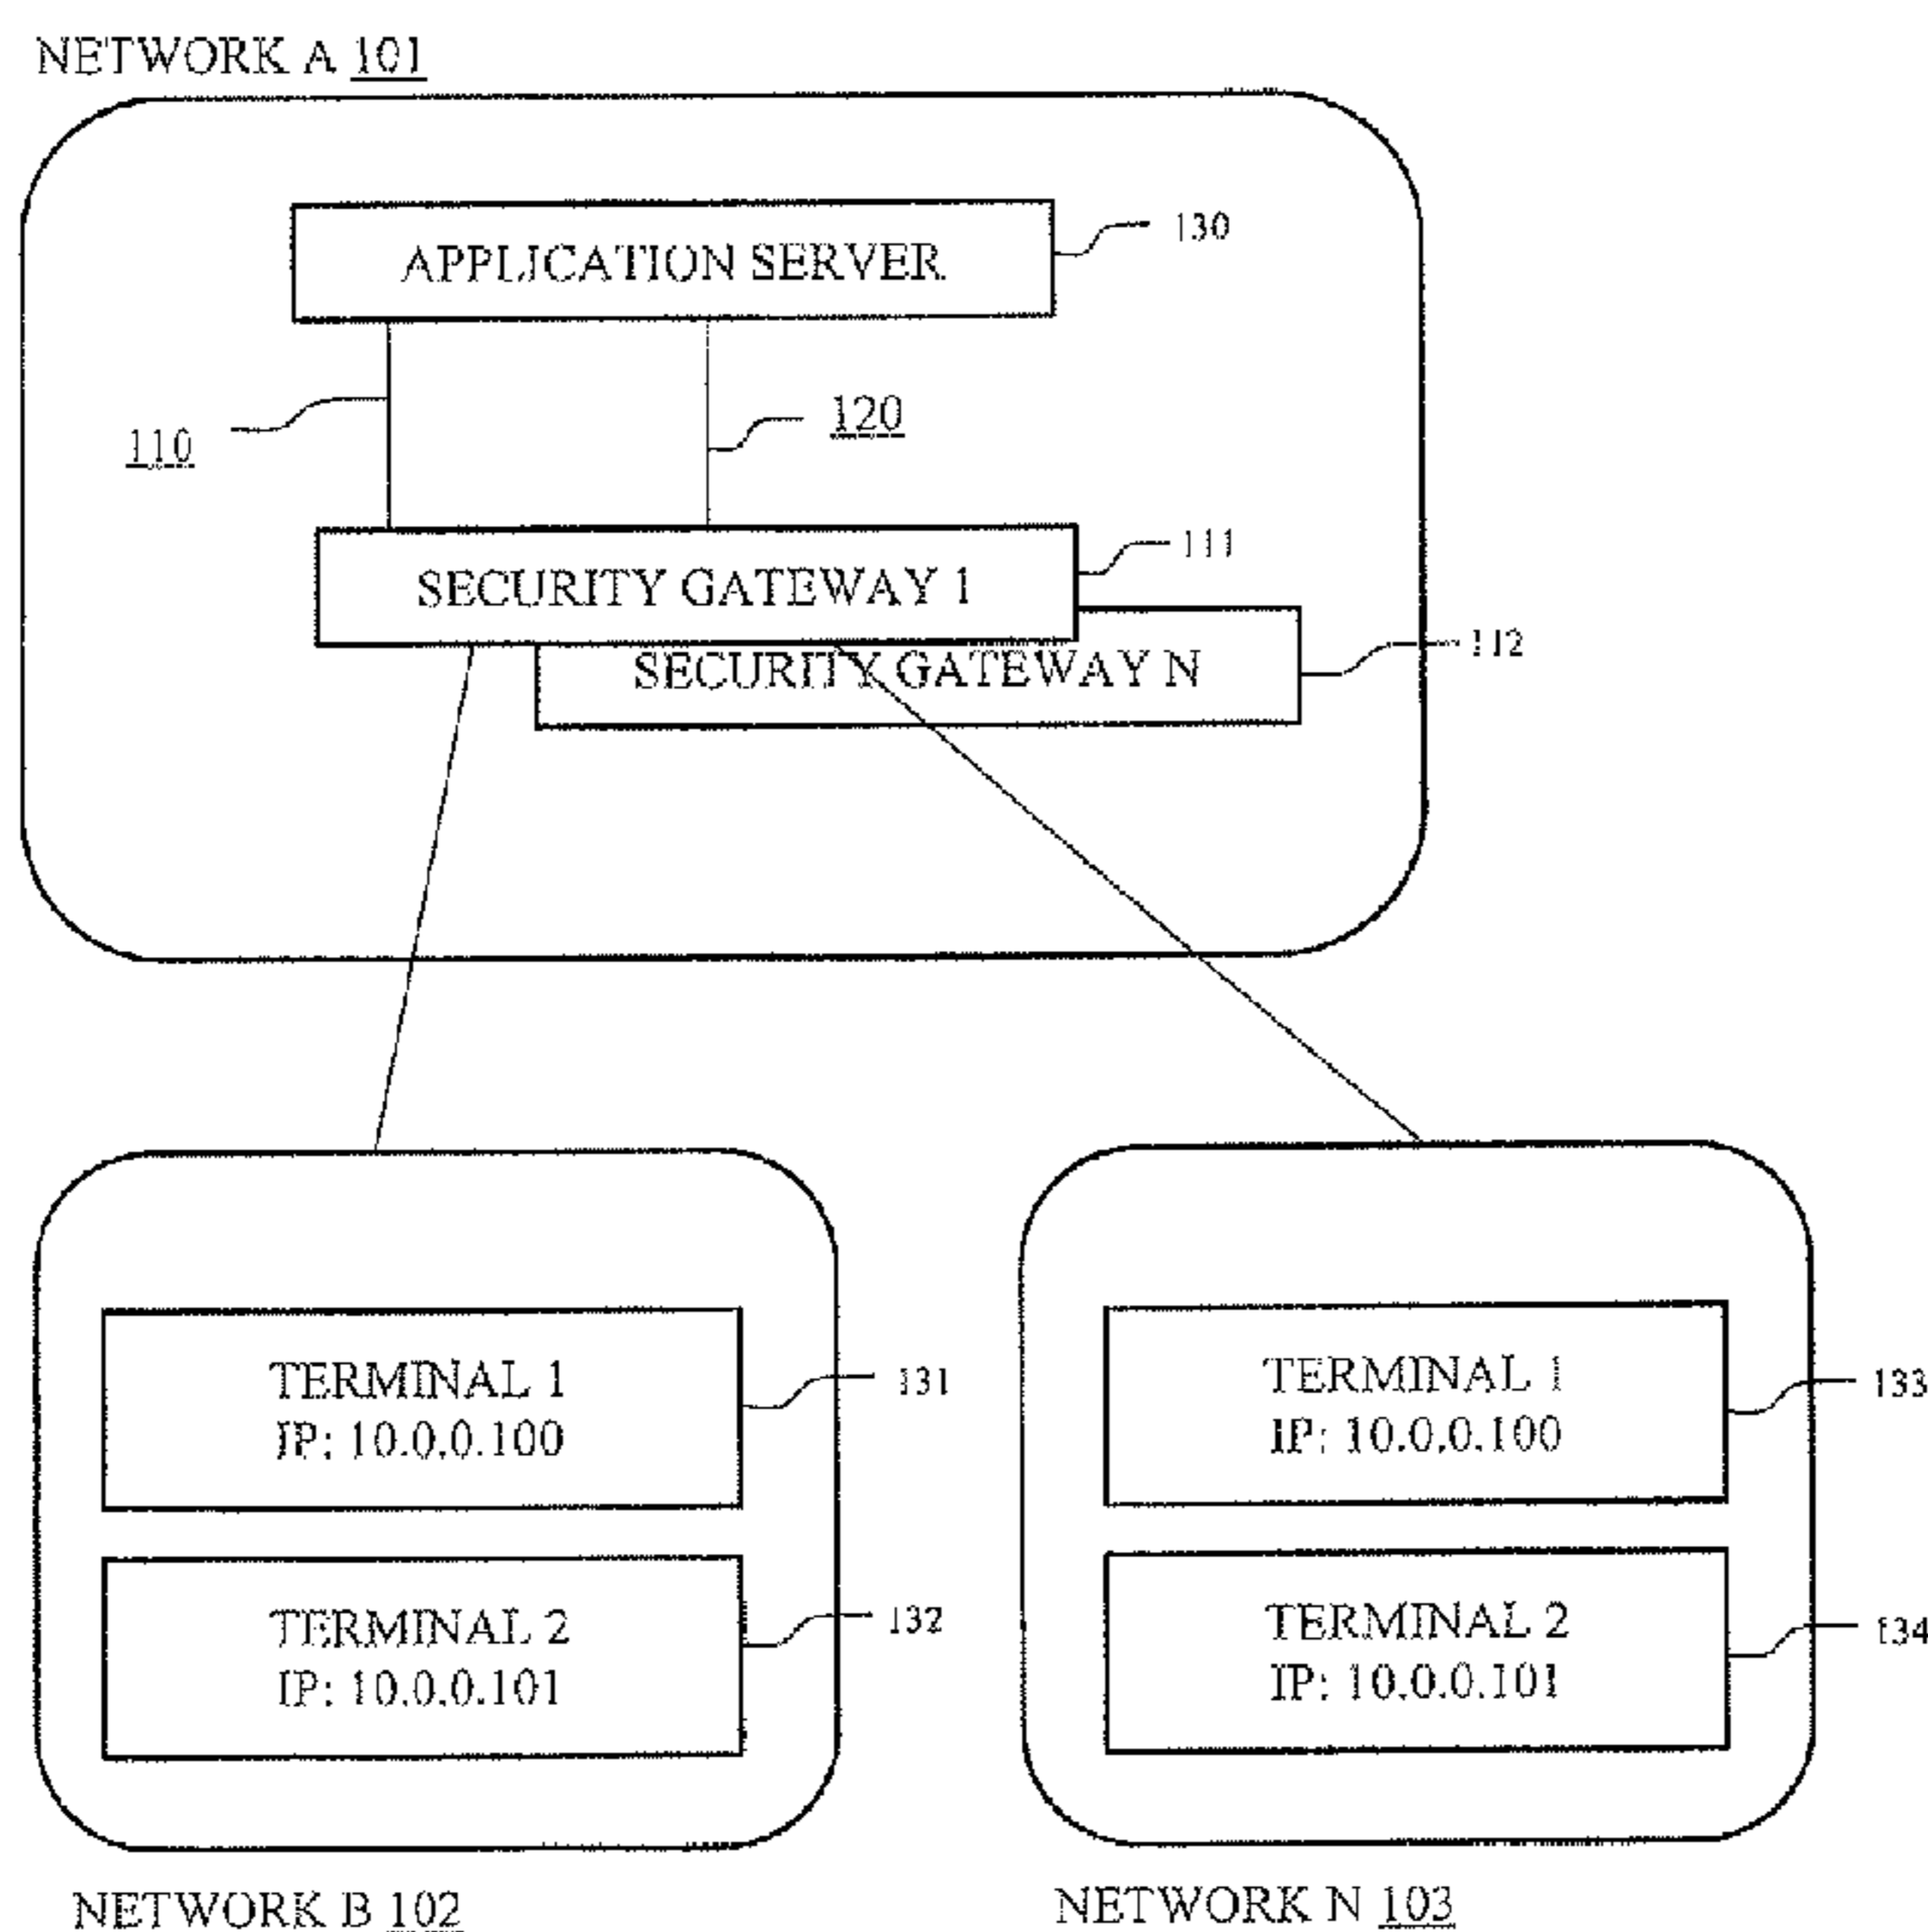 NETWORK A 101
APPLICATION SERVER
130
110
120
SECURITY GATEWAY 1
111
SECURITY GATEWAY N
112
TERMINAL 1
IP: 10.0.0.100
131
TERMINAL 2
IP: 10.0.0.101
132
NETWORK B 102
TERMINAL 1
IP: 10.0.0.100
133
TERMINAL 2
IP: 10.0.0.101
134
NETWORK N 103